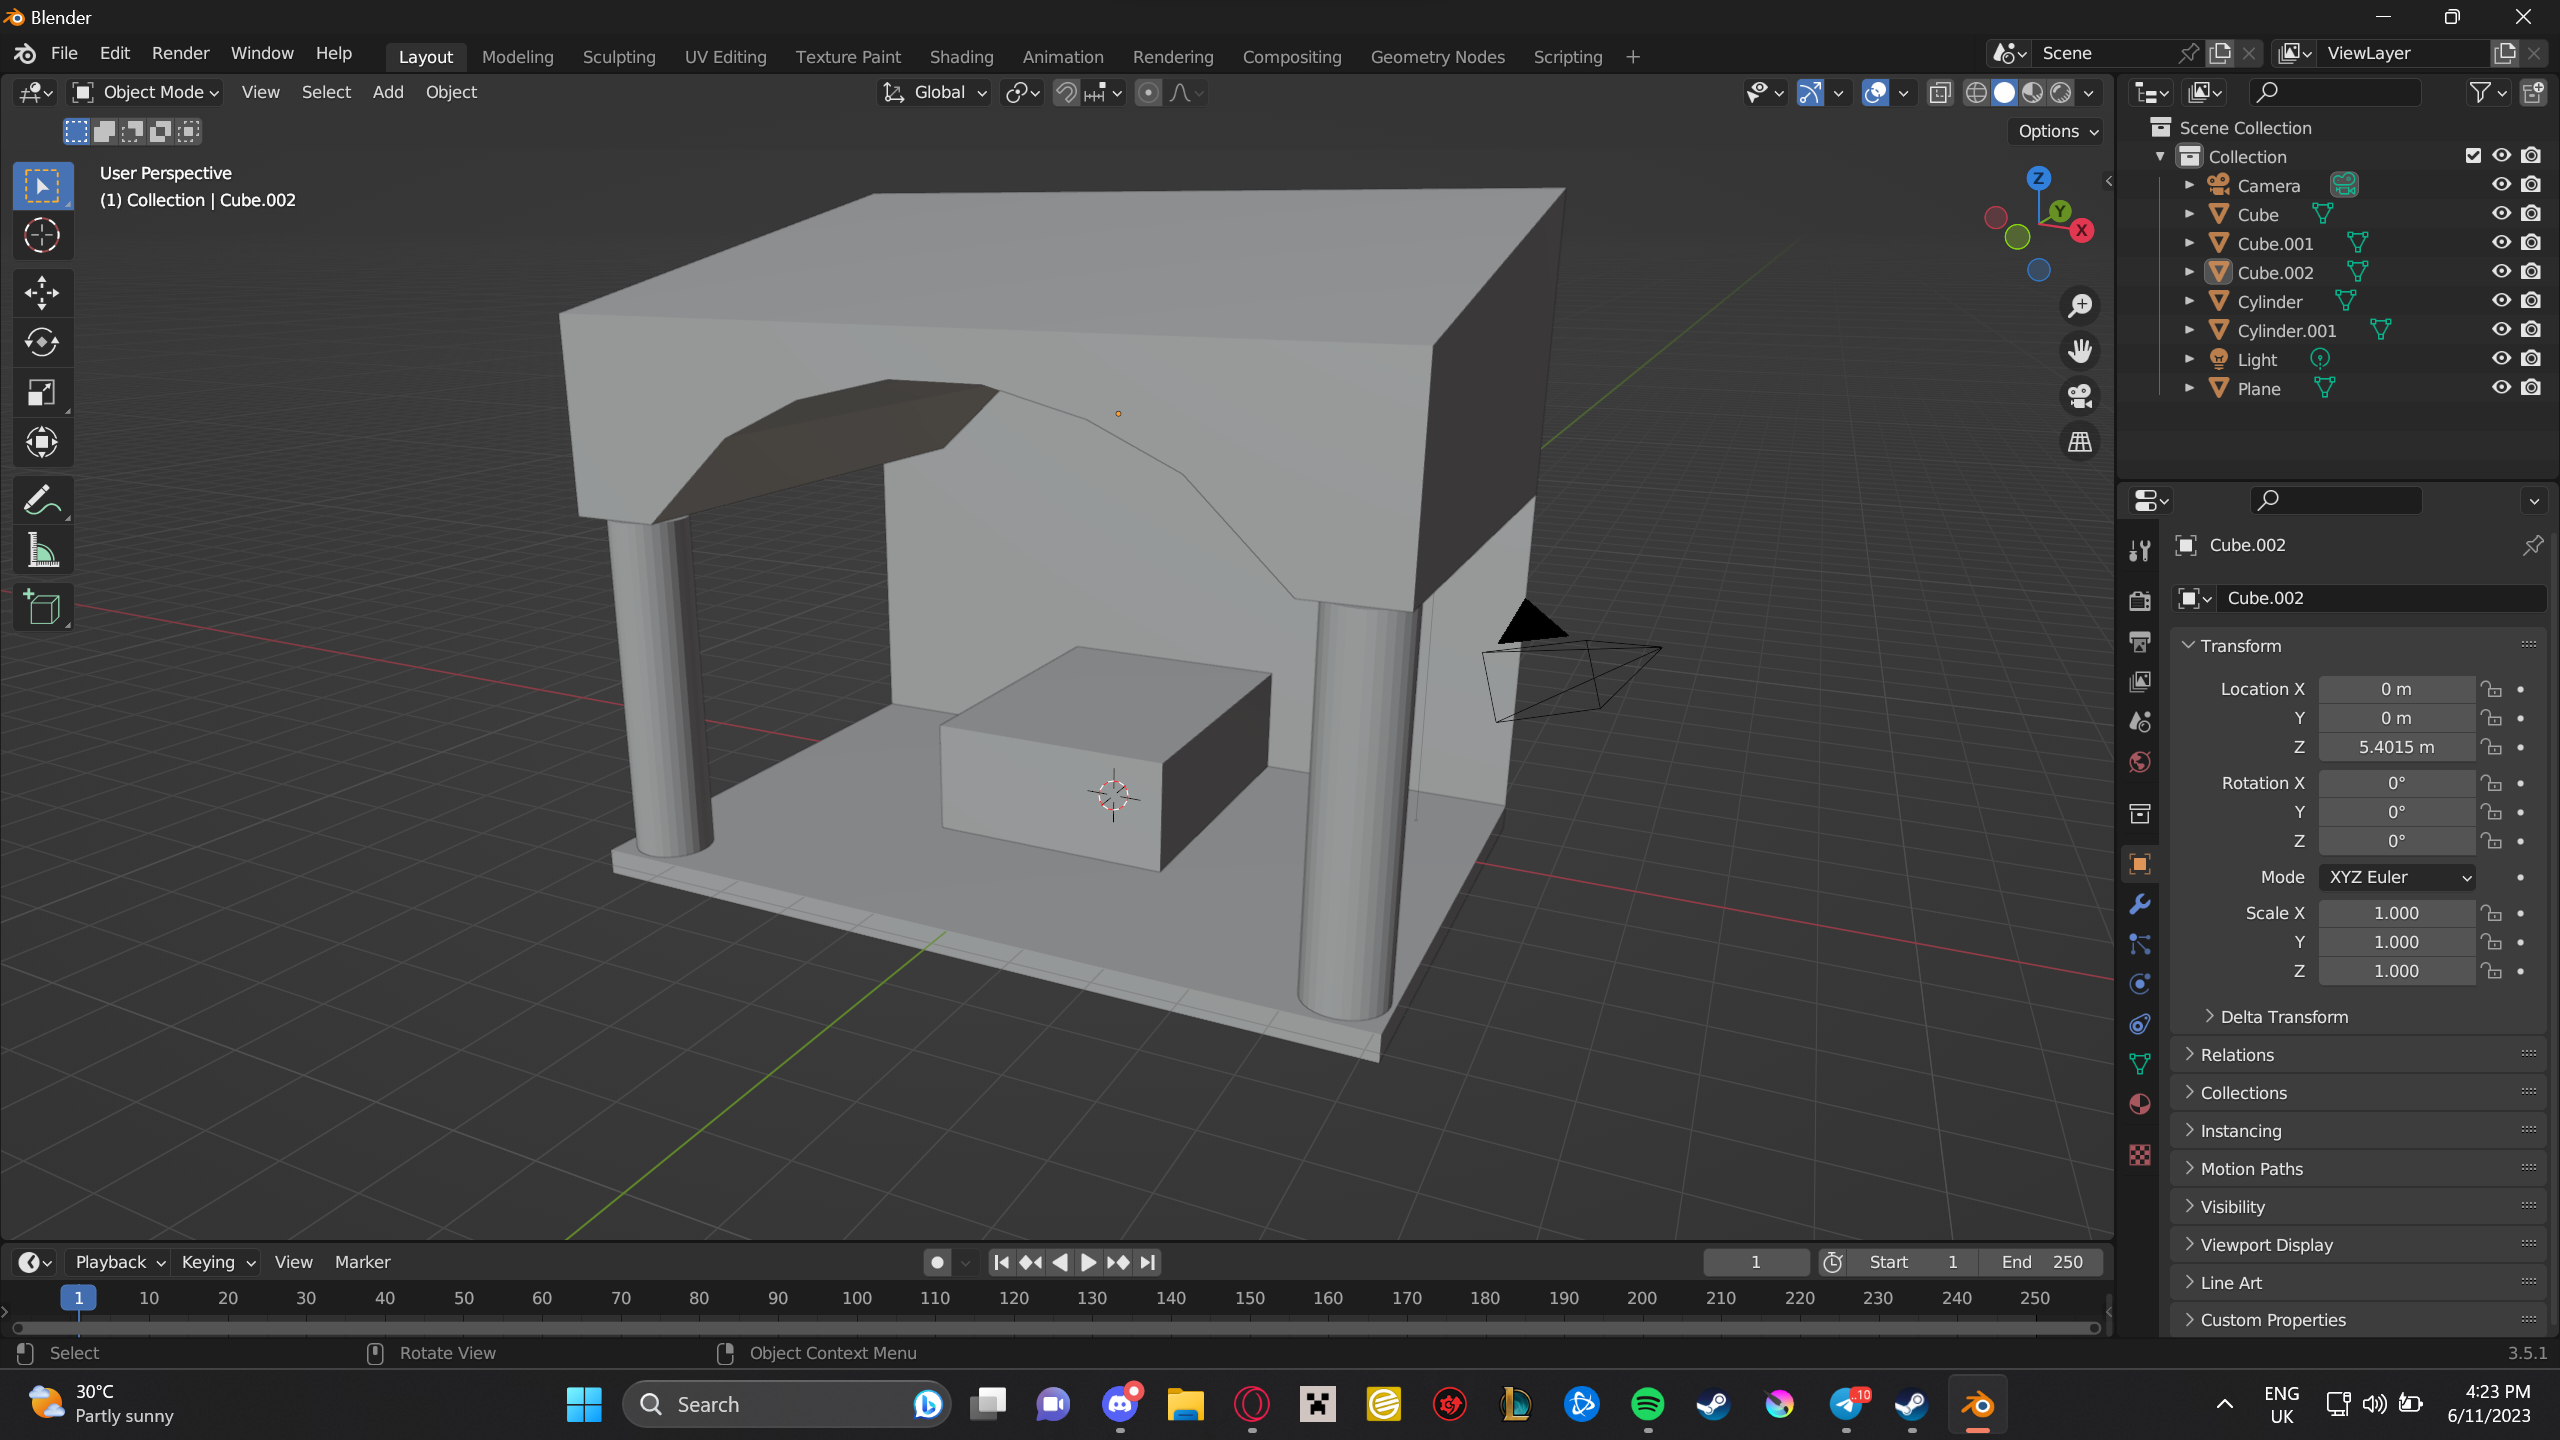 Blender
File Edit Render Window Help Layout Modeling Sculpting UV Editing Texture Paint Shading Animation Rendering Compositing Geometry Nodes Scripting + Scene ViewLayer
Object Mode View Select Add Object Global
Options
User Perspective
(1) Collection | Cube.002
Z
Y
X
Scene Collection
Collection
Camera
Cube
Cube.001
Cube.002
Cylinder
Cylinder.001
Light
Plane
Cube.002
Cube.002
Transform
Location X 0 m
Y 0 m
Z 5.4015 m
Rotation X 0°
Y 0°
Z 0°
Mode XYZ Euler
Scale X 1.000
Y 1.000
Z 1.000
Delta Transform
Relations
Collections
Instancing
Motion Paths
Visibility
Viewport Display
Line Art
Custom Properties
Playback Keying View Marker 1 Start 1 End 250
1 10 20 30 40 50 60 70 80 90 100 110 120 130 140 150 160 170 180 190 200 210 220 230 240 250
Select Rotate View Object Context Menu 3.5.1
30°C
Partly sunny
Search
10
ENG
UK
4:23 PM
6/11/2023